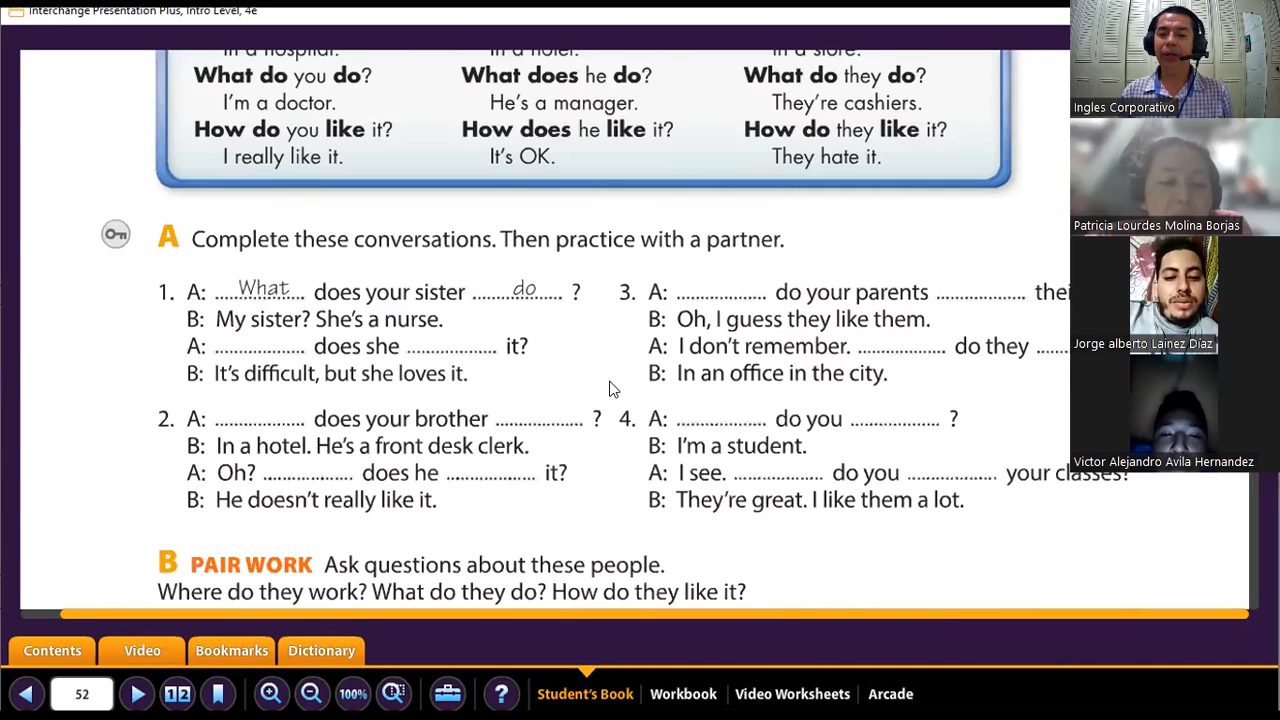 Interchange Presentation Plus, Intro Level, 4e
In a hospital. In a hotel. In a store.
What do you do? What does he do? What do they do?
I'm a doctor. He's a manager. They're cashiers.
How do you like it? How does he like it? How do they like it?
I really like it. It's OK. They hate it.
A Complete these conversations. Then practice with a partner.
1. A: What does your sister do ?
B: My sister? She's a nurse.
A: ................ does she ................ it?
B: It's difficult, but she loves it.
2. A: ................ does your brother ................ ?
B: In a hotel. He's a front desk clerk.
A: Oh? ................ does he ................ it?
B: He doesn't really like it.
3. A: ................ do your parents ................
B: Oh, I guess they like them.
A: I don't remember. ................ do they ......
B: In an office in the city.
4. A: ................ do you ................ ?
B: I'm a student.
A: I see. ................ do you ................ your classes?
B: They're great. I like them a lot.
B PAIR WORK Ask questions about these people.
Where do they work? What do they do? How do they like it?
Ingles Corporativo
Patricia Lourdes Molina Borjas
Jorge alberto Lainez Diaz
Victor Alejandro Avila Hernandez
Contents Video Bookmarks Dictionary
52 1 2 100% ? Student's Book Workbook Video Worksheets Arcade